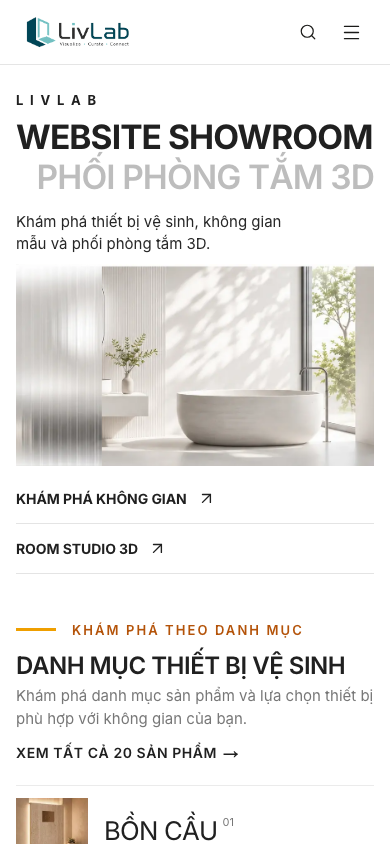 LivLab
Visualize • Curate • Connect
LIVLAB
WEBSITE SHOWROOM
PHỐI PHÒNG TẮM 3D
Khám phá thiết bị vệ sinh, không gian
mẫu và phối phòng tắm 3D.
KHÁM PHÁ KHÔNG GIAN
ROOM STUDIO 3D
KHÁM PHÁ THEO DANH MỤC
DANH MỤC THIẾT BỊ VỆ SINH
Khám phá danh mục sản phẩm và lựa chọn thiết bị
phù hợp với không gian của bạn.
XEM TẤT CẢ 20 SẢN PHẨM →
BỒN CẦU 01